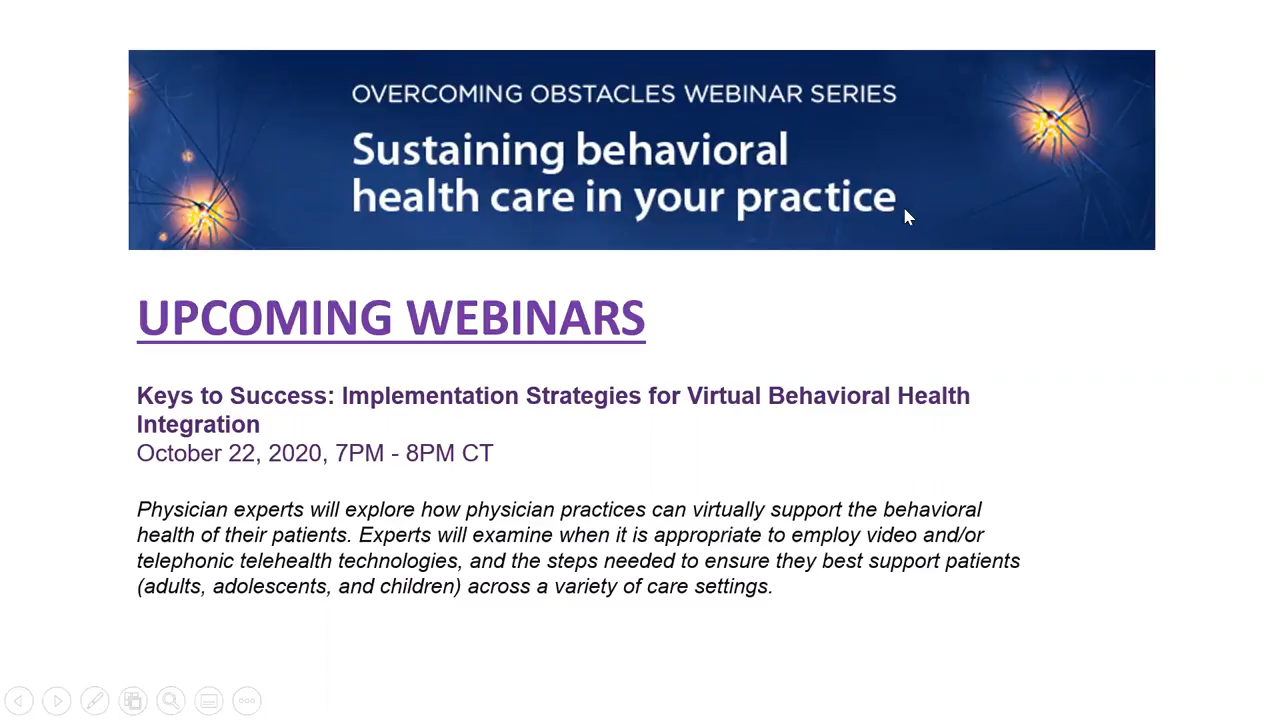 OVERCOMING OBSTACLES WEBINAR SERIES
Sustaining behavioral
health care in your practice
UPCOMING WEBINARS
Keys to Success: Implementation Strategies for Virtual Behavioral Health
Integration
October 22, 2020, 7PM - 8PM CT
Physician experts will explore how physician practices can virtually support the behavioral
health of their patients. Experts will examine when it is appropriate to employ video and/or
telephonic telehealth technologies, and the steps needed to ensure they best support patients
(adults, adolescents, and children) across a variety of care settings.